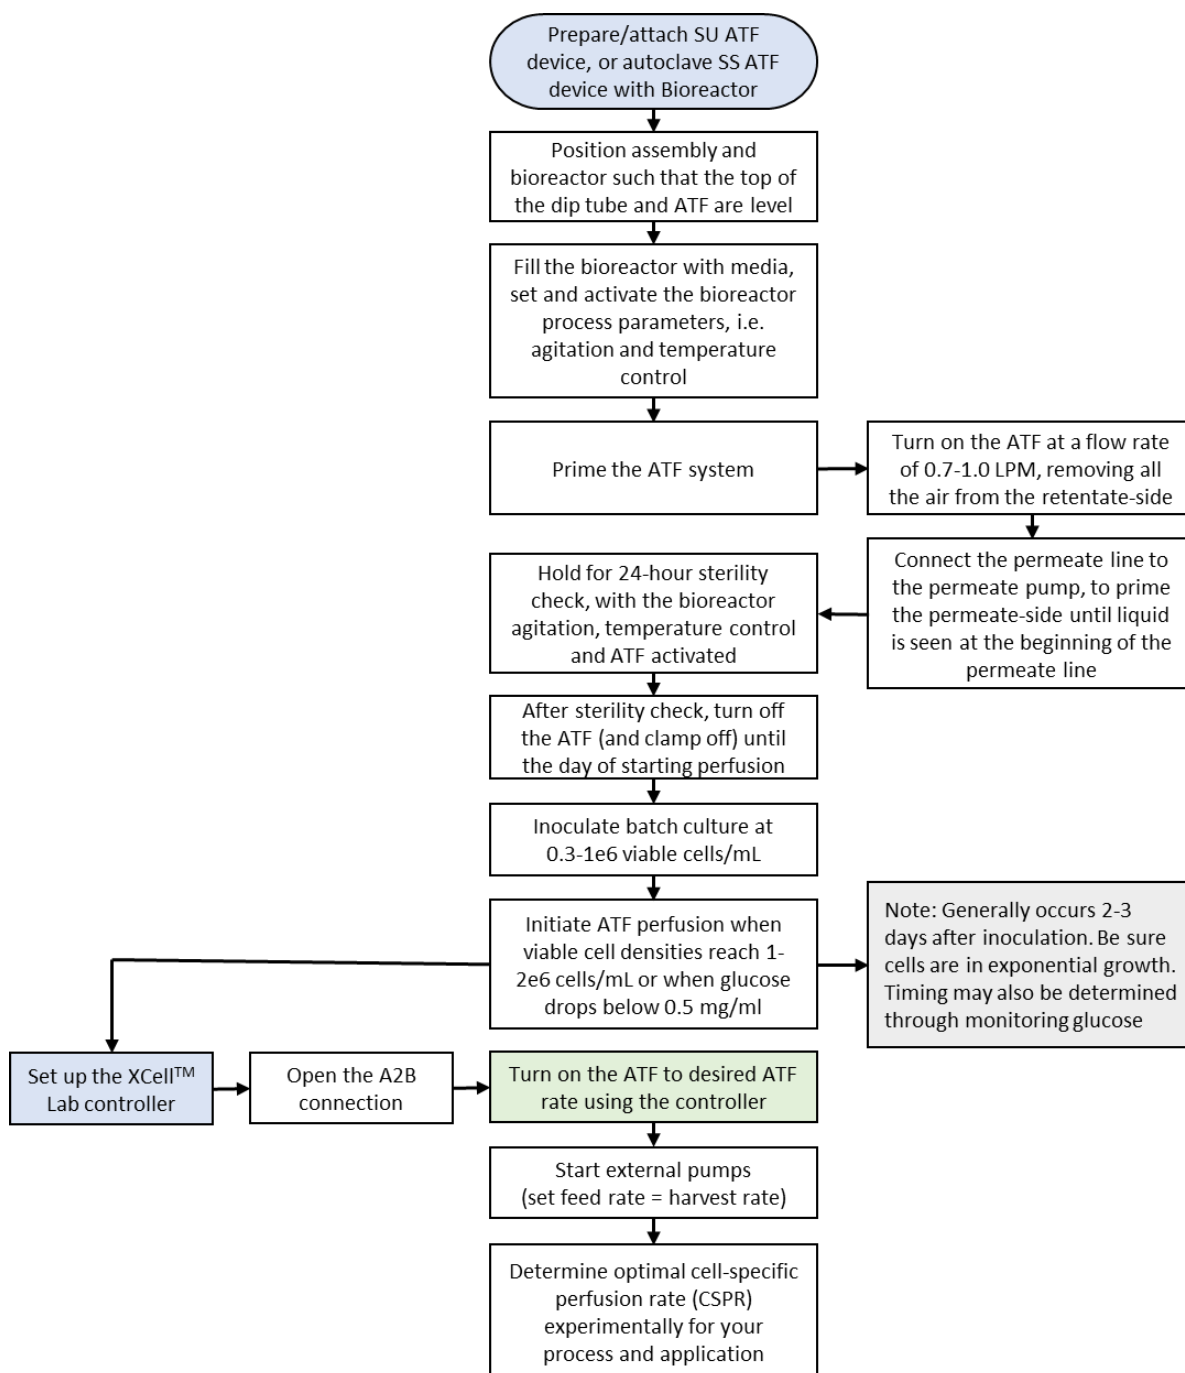 Prepare/attach SU ATF
device, or autoclave SS ATF
device with Bioreactor
Position assembly and
bioreactor such that the top of
the dip tube and ATF are level
Fill the bioreactor with media,
set and activate the bioreactor
process parameters, i.e.
agitation and temperature
control
Prime the ATF system
Turn on the ATF at a flow rate
of 0.7-1.0 LPM, removing all
the air from the retentate-side
Connect the permeate line to
the permeate pump, to prime
the permeate-side until liquid
is seen at the beginning of the
permeate line
Hold for 24-hour sterility
check, with the bioreactor
agitation, temperature control
and ATF activated
After sterility check, turn off
the ATF (and clamp off) until
the day of starting perfusion
Inoculate batch culture at
0.3-1e6 viable cells/mL
Initiate ATF perfusion when
viable cell densities reach 1-
2e6 cells/mL or when glucose
drops below 0.5 mg/ml
Note: Generally occurs 2-3
days after inoculation. Be sure
cells are in exponential growth.
Timing may also be determined
through monitoring glucose
Set up the XCell™
Lab controller
Open the A2B
connection
Turn on the ATF to desired ATF
rate using the controller
Start external pumps
(set feed rate = harvest rate)
Determine optimal cell-specific
perfusion rate (CSPR)
experimentally for your
process and application